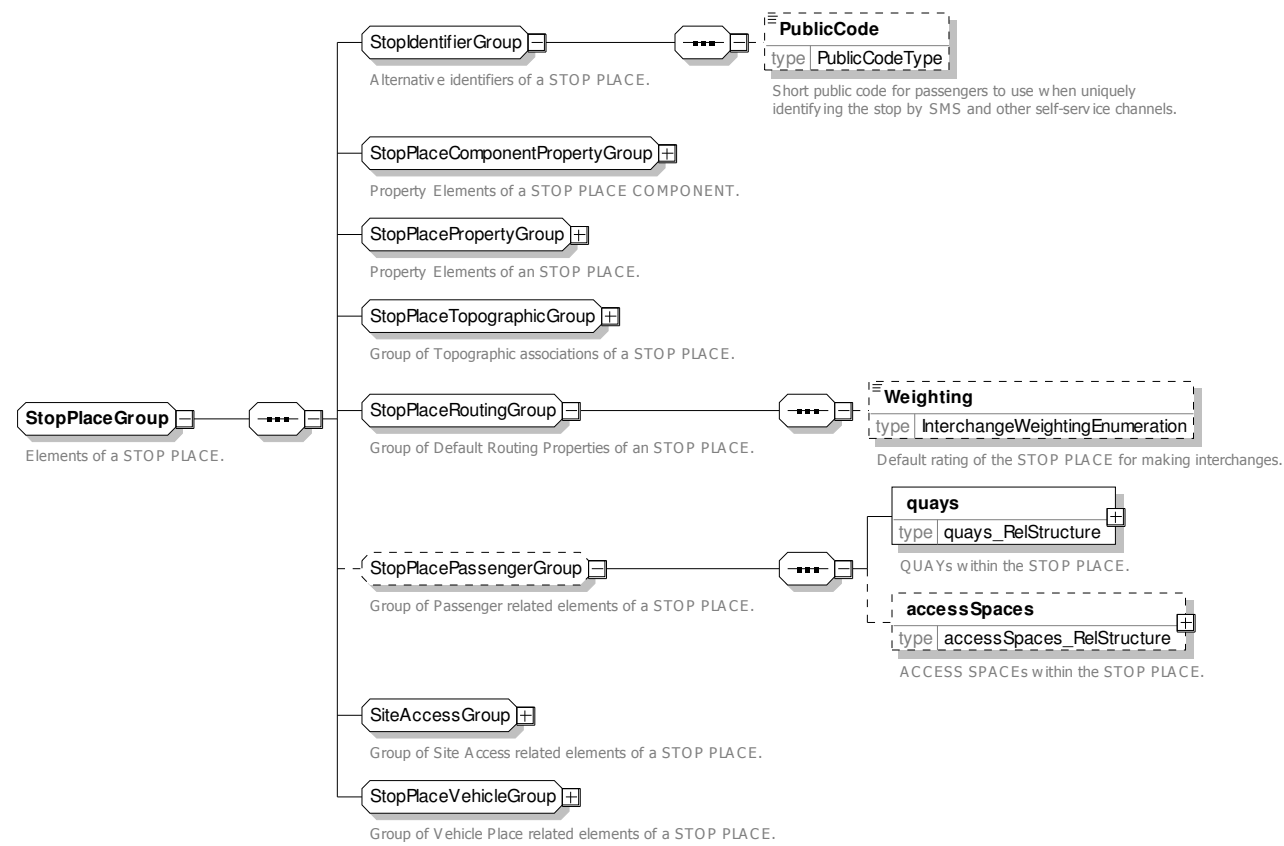 StopIdentifierGroup
Alternative identifiers of a STOP PLACE.
PublicCode
type PublicCodeType
Short public code for passengers to use when uniquely
identifying the stop by SMS and other self-service channels.
StopPlaceComponentPropertyGroup
Property Elements of a STOP PLACE COMPONENT.
StopPlacePropertyGroup
Property Elements of an STOP PLACE.
StopPlaceTopographicGroup
Group of Topographic associations of a STOP PLACE.
StopPlaceGroup
Elements of a STOP PLACE.
StopPlaceRoutingGroup
Group of Default Routing Properties of an STOP PLACE.
Weighting
type InterchangeWeightingEnumeration
Default rating of the STOP PLACE for making interchanges.
StopPlacePassengerGroup
Group of Passenger related elements of a STOP PLACE.
quays
type quays_RelStructure
QUAYs within the STOP PLACE.
accessSpaces
type accessSpaces_RelStructure
ACCESS SPACEs within the STOP PLACE.
SiteAccessGroup
Group of Site Access related elements of a STOP PLACE.
StopPlaceVehicleGroup
Group of Vehicle Place related elements of a STOP PLACE.